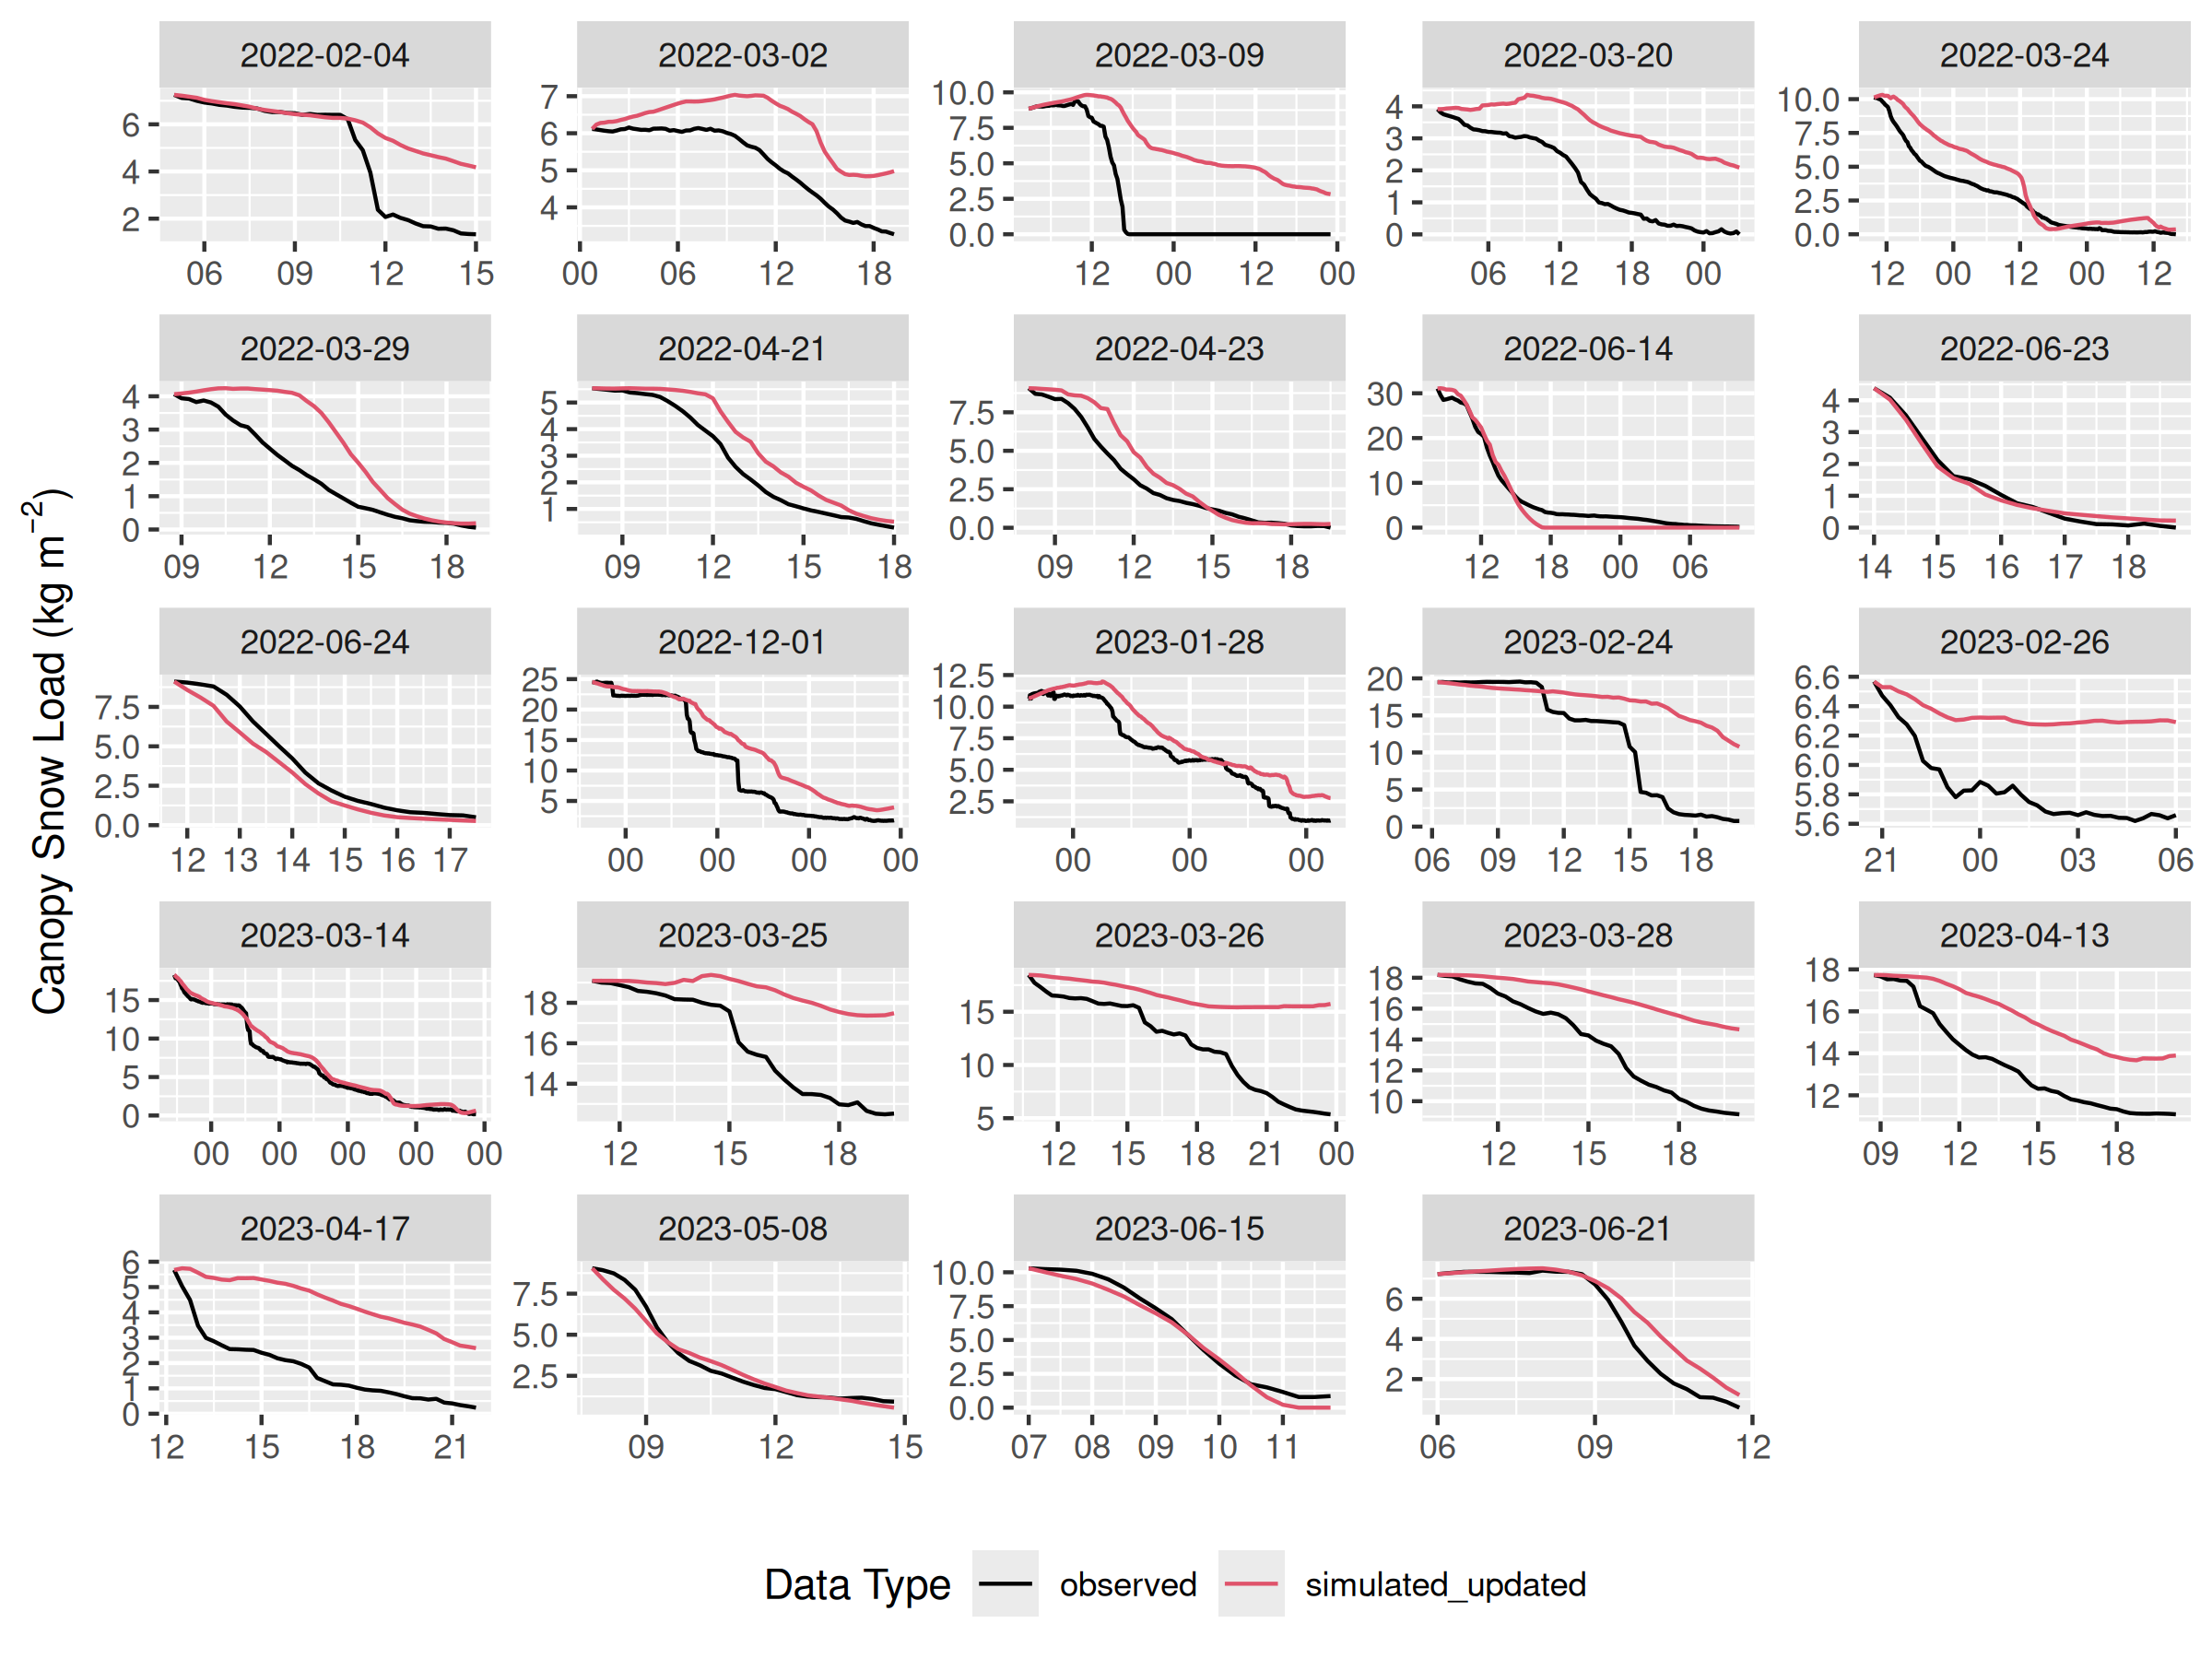 2022-02-04 2022-03-02 2022-03-09 2022-03-20 2022-03-24
6 4 2 06 09 12 15
7 6 5 4 00 06 12 18
10.0 7.5 5.0 2.5 0.0 12 00 12 00
4 3 2 1 0 06 12 18 00
10.0 7.5 5.0 2.5 0.0 12 00 12 00 12
2022-03-29 2022-04-21 2022-04-23 2022-06-14 2022-06-23
4 3 2 1 0 09 12 15 18
5 4 3 2 1 09 12 15 18
7.5 5.0 2.5 0.0 09 12 15 18
30 20 10 0 12 18 00 06
4 3 2 1 0 14 15 16 17 18
Canopy Snow Load (kg m⁻²)
2022-06-24 2022-12-01 2023-01-28 2023-02-24 2023-02-26
7.5 5.0 2.5 0.0 12 13 14 15 16 17
25 20 15 10 5 00 00 00 00
12.5 10.0 7.5 5.0 2.5 00 00 00
20 15 10 5 0 06 09 12 15 18
6.6 6.4 6.2 6.0 5.8 5.6 21 00 03 06
2023-03-14 2023-03-25 2023-03-26 2023-03-28 2023-04-13
15 10 5 0 00 00 00 00 00
18 16 14 12 15 18
15 10 5 12 15 18 21 00
18 16 14 12 10 12 15 18
18 16 14 12 09 12 15 18
2023-04-17 2023-05-08 2023-06-15 2023-06-21
6 5 4 3 2 1 0 12 15 18 21
7.5 5.0 2.5 09 12 15
10.0 7.5 5.0 2.5 0.0 07 08 09 10 11
6 4 2 06 09 12
Data Type observed simulated_updated